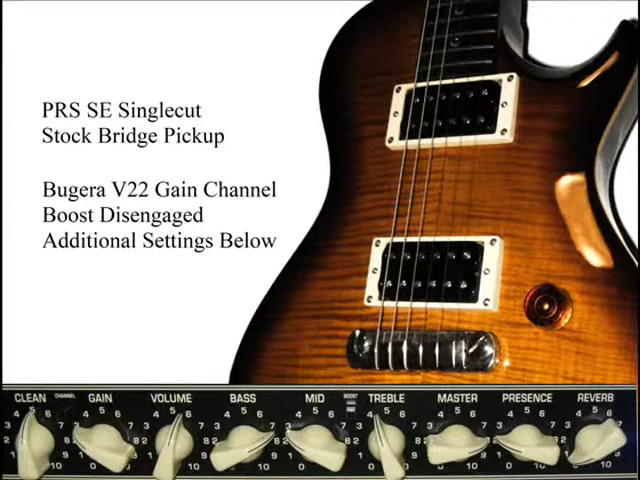 PRS SE Singlecut
Stock Bridge Pickup
Bugera V22 Gain Channel
Boost Disengaged
Additional Settings Below
CLEAN CHANNEL GAIN VOLUME BASS MID BOOST TREBLE MASTER PRESENCE REVERB